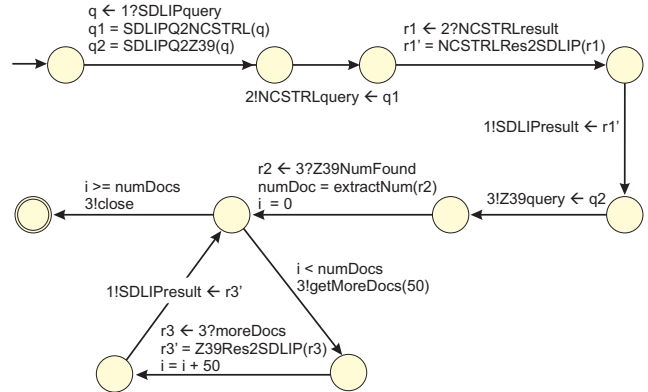 q ← 1?SDLIPquery
q1 = SDLIPQ2NCSTRL(q)
q2 = SDLIPQ2Z39(q)
r1 ← 2?NCSTRLresult
r1' = NCSTRLRes2SDLIP(r1)
2!NCSTRLquery ← q1
1!SDLIPresult ← r1'
r2 ← 3?Z39NumFound
numDoc = extractNum(r2)
i = 0
i >= numDocs
3!close
3!Z39query ← q2
i < numDocs
3!getMoreDocs(50)
1!SDLIPresult ← r3'
r3 ← 3?moreDocs
r3' = Z39Res2SDLIP(r3)
i = i + 50